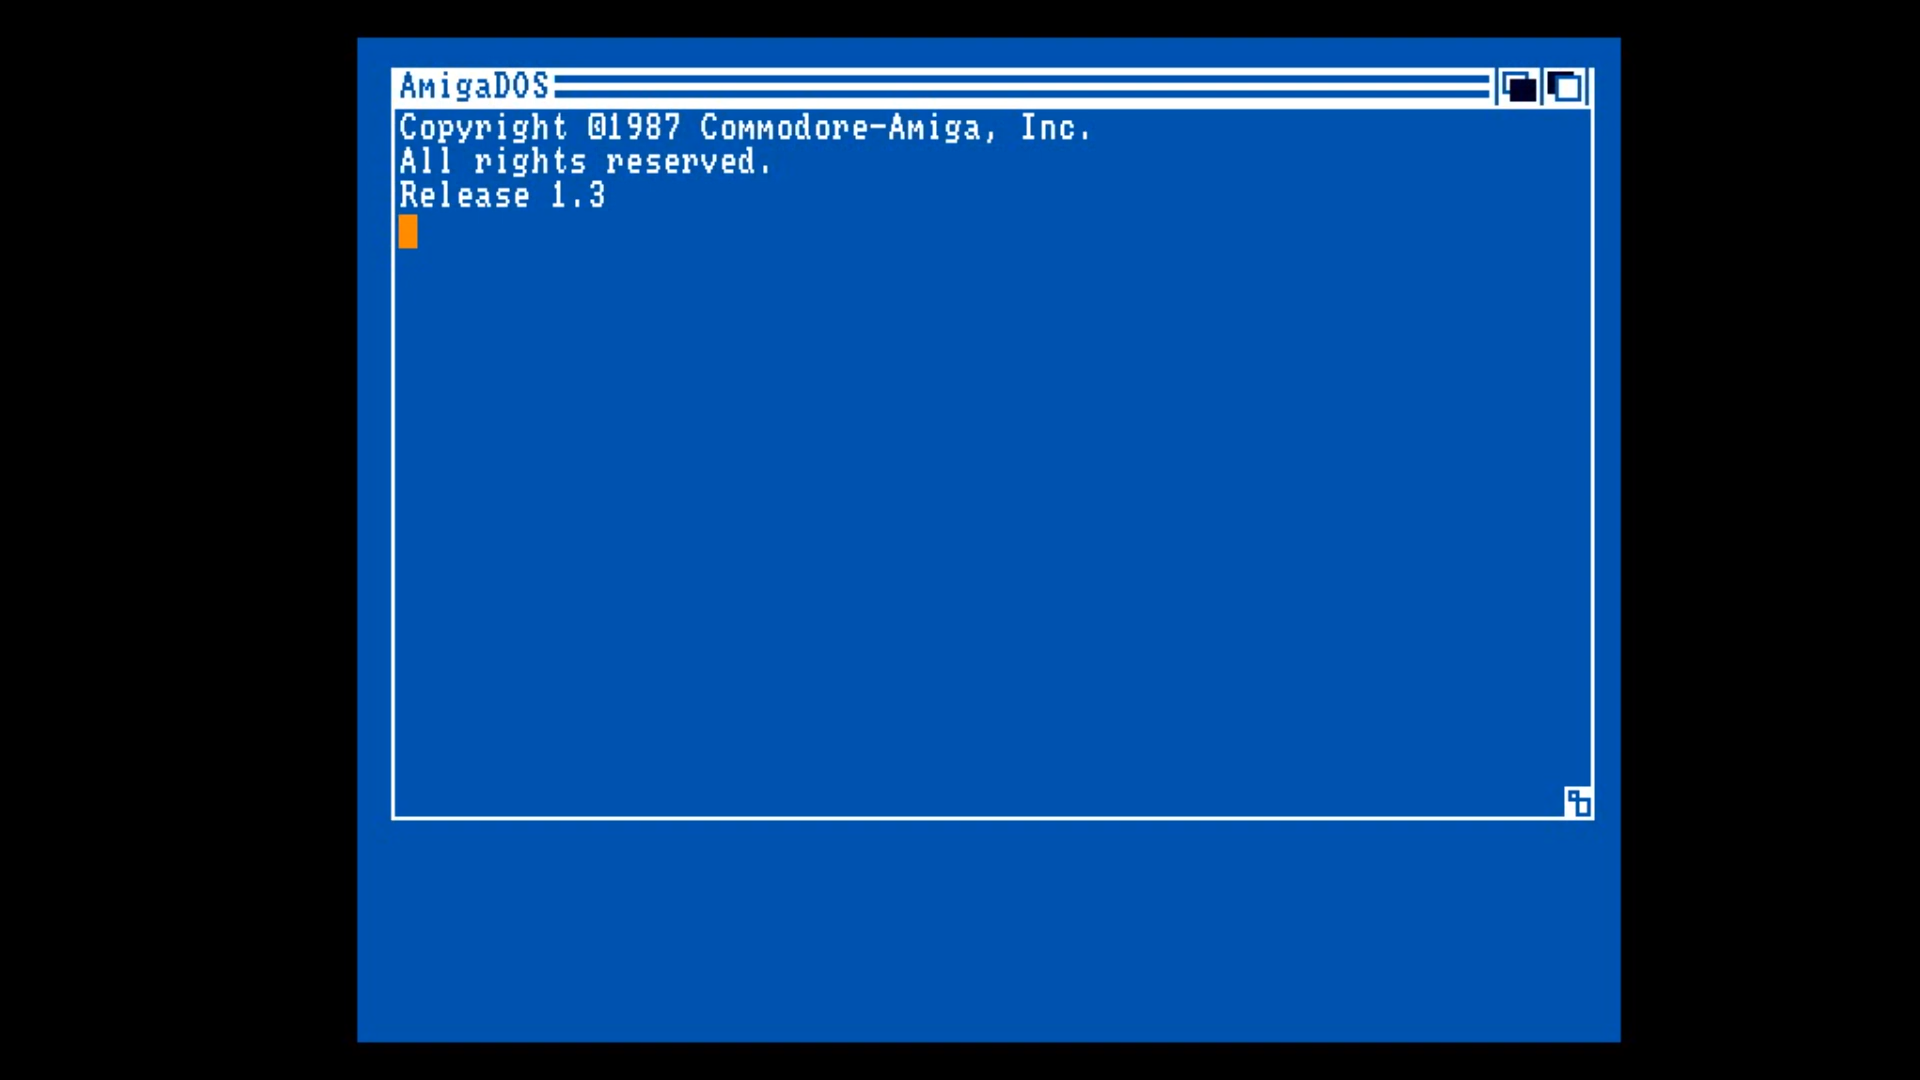 AmigaDOS
Copyright ©1987 Commodore-Amiga, Inc.
All rights reserved.
Release 1.3